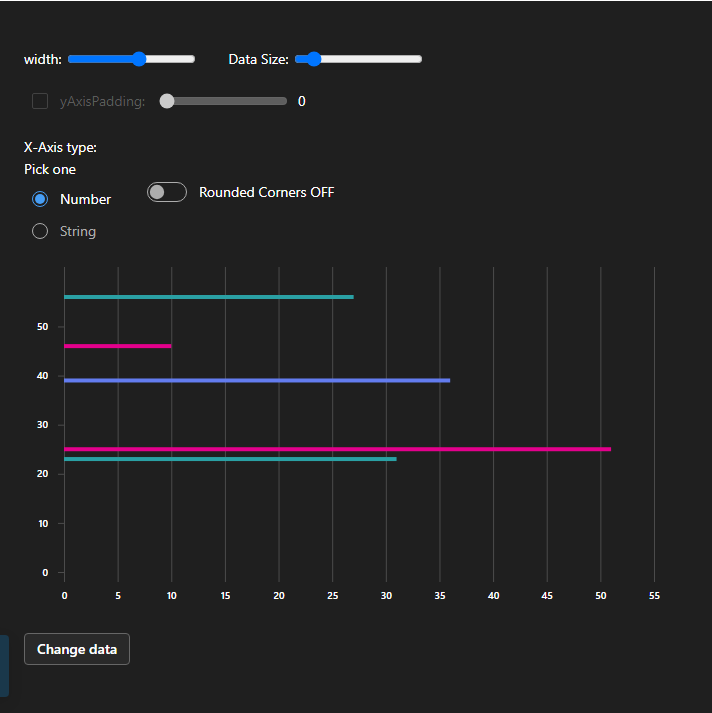 width: Data Size:
yAxisPadding: 0
X-Axis type:
Pick one
Number
Rounded Corners OFF
String
50
40
30
20
10
0
0 5 10 15 20 25 30 35 40 45 50 55
Change data